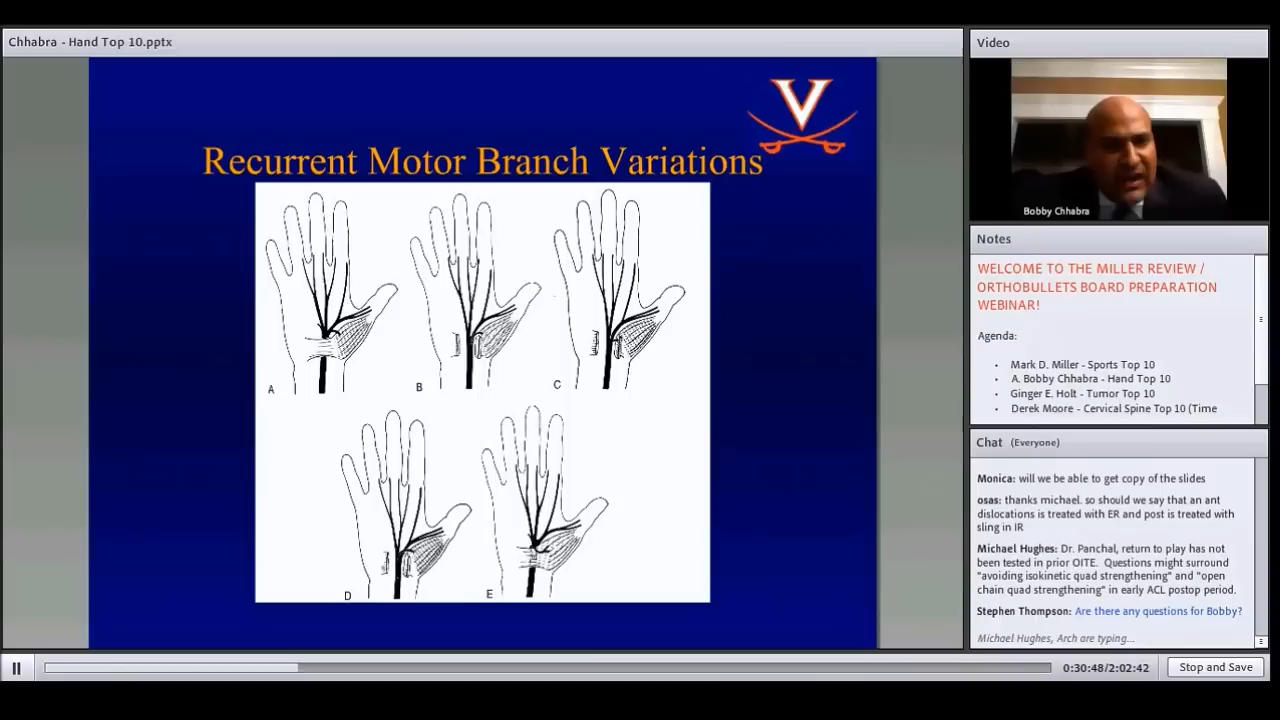 Chhabra - Hand Top 10.pptx
V
Recurrent Motor Branch Variations
A
B
C
D
E
Video
Bobby Chhabra
Notes
WELCOME TO THE MILLER REVIEW /
ORTHOBULLETS BOARD PREPARATION
WEBINAR!
Agenda:
• Mark D. Miller - Sports Top 10
• A. Bobby Chhabra - Hand Top 10
• Ginger E. Holt - Tumor Top 10
• Derek Moore - Cervical Spine Top 10 (Time
Chat (Everyone)
Monica: will we be able to get copy of the slides
osas: thanks michael. so should we say that an ant
dislocations is treated with ER and post is treated with
sling in IR
Michael Hughes: Dr. Panchal, return to play has not
been tested in prior OITE. Questions might surround
"avoiding isokinetic quad strengthening" and "open
chain quad strengthening" in early ACL postop period.
Stephen Thompson: Are there any questions for Bobby?
Michael Hughes, Arch are typing...
0:30:48/2:02:42
Stop and Save